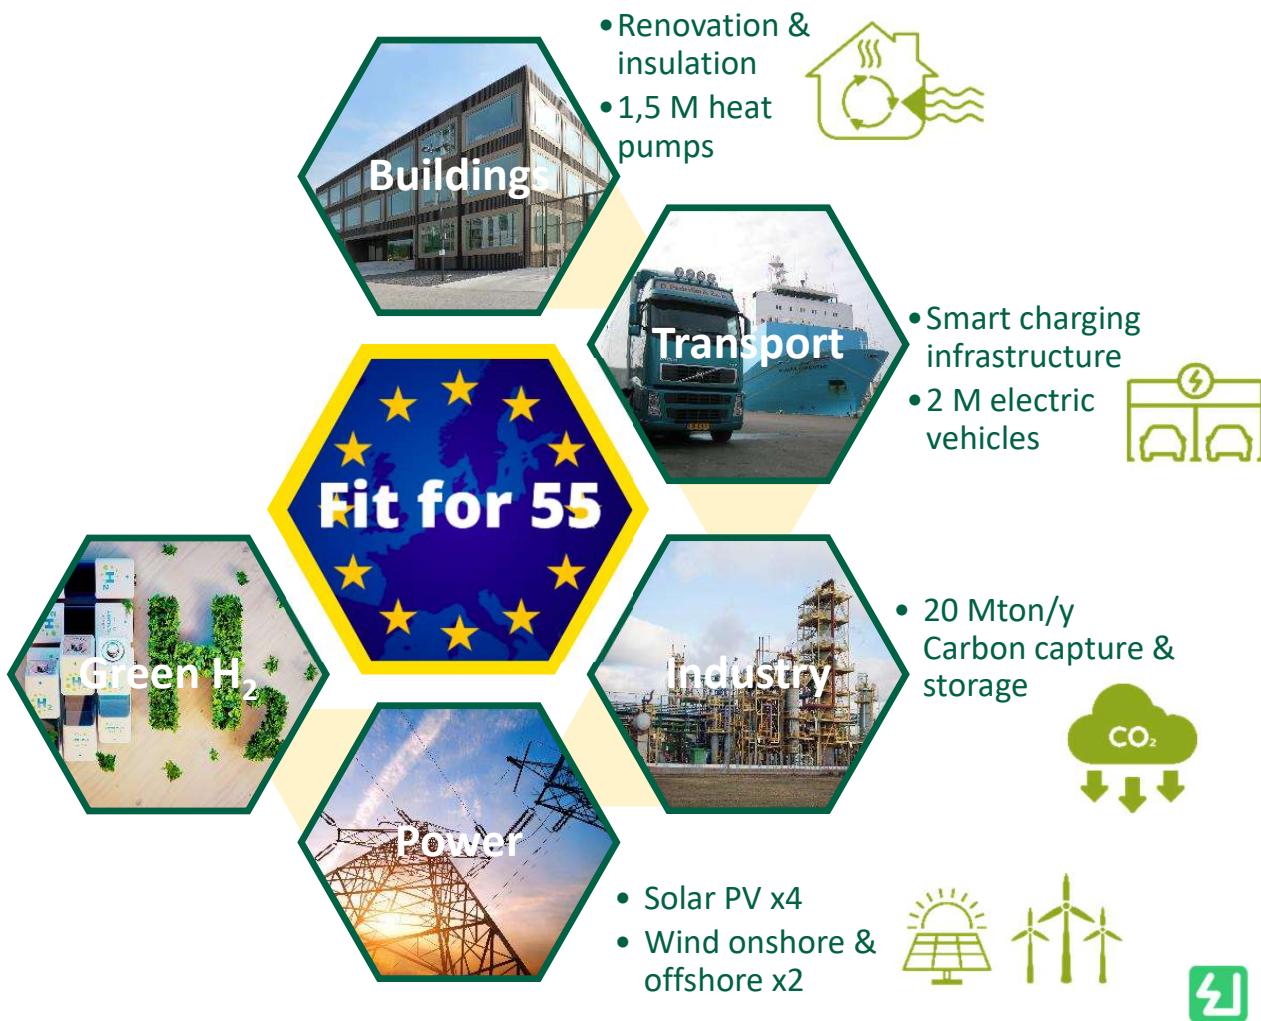 • Renovation &
insulation
• 1,5 M heat
pumps
Buildings
Transport
• Smart charging
infrastructure
• 2 M electric
vehicles
Fit for 55
Green H₂
H₂
Industry
• 20 Mton/y
Carbon capture &
storage
CO₂
Power
• Solar PV x4
• Wind onshore &
offshore x2